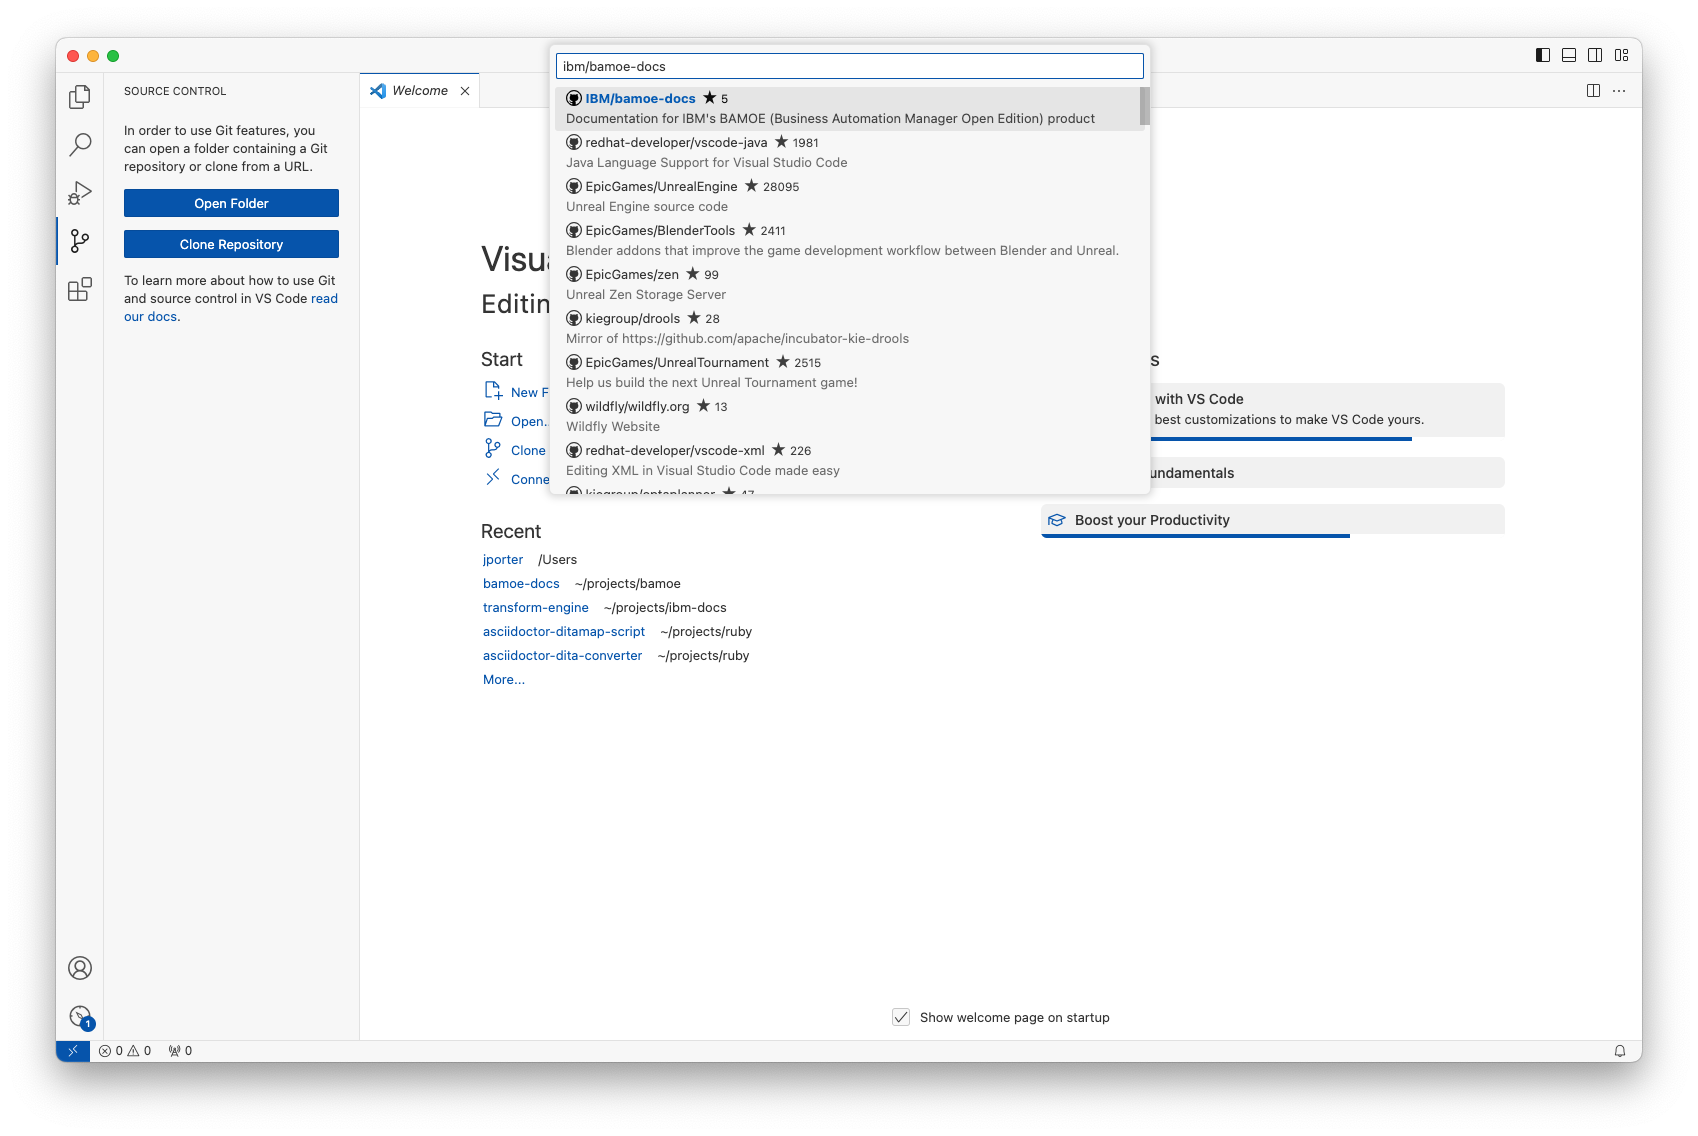 ibm/bamoe-docs
SOURCE CONTROL
In order to use Git features, you
can open a folder containing a Git
repository or clone from a URL.
Open Folder
Clone Repository
To learn more about how to use Git
and source control in VS Code read
our docs.
Welcome
IBM/bamoe-docs ★ 5
Documentation for IBM's BAMOE (Business Automation Manager Open Edition) product
redhat-developer/vscode-java ★ 1981
Java Language Support for Visual Studio Code
EpicGames/UnrealEngine ★ 28095
Unreal Engine source code
EpicGames/BlenderTools ★ 2411
Blender addons that improve the game development workflow between Blender and Unreal.
EpicGames/zen ★ 99
Unreal Zen Storage Server
kiegroup/drools ★ 28
Mirror of https://github.com/apache/incubator-kie-drools
EpicGames/UnrealTournament ★ 2515
Help us build the next Unreal Tournament game!
wildfly/wildfly.org ★ 13
Wildfly Website
redhat-developer/vscode-xml ★ 226
Editing XML in Visual Studio Code made easy
kiegroup/optaplanner ★ 47
Visu
Editin
Start
New F
Open..
Clone
Conne
Recent
jporter /Users
bamoe-docs ~/projects/bamoe
transform-engine ~/projects/ibm-docs
asciidoctor-ditamap-script ~/projects/ruby
asciidoctor-dita-converter ~/projects/ruby
More...
s
with VS Code
best customizations to make VS Code yours.
undamentals
Boost your Productivity
Show welcome page on startup
1
0 0 0